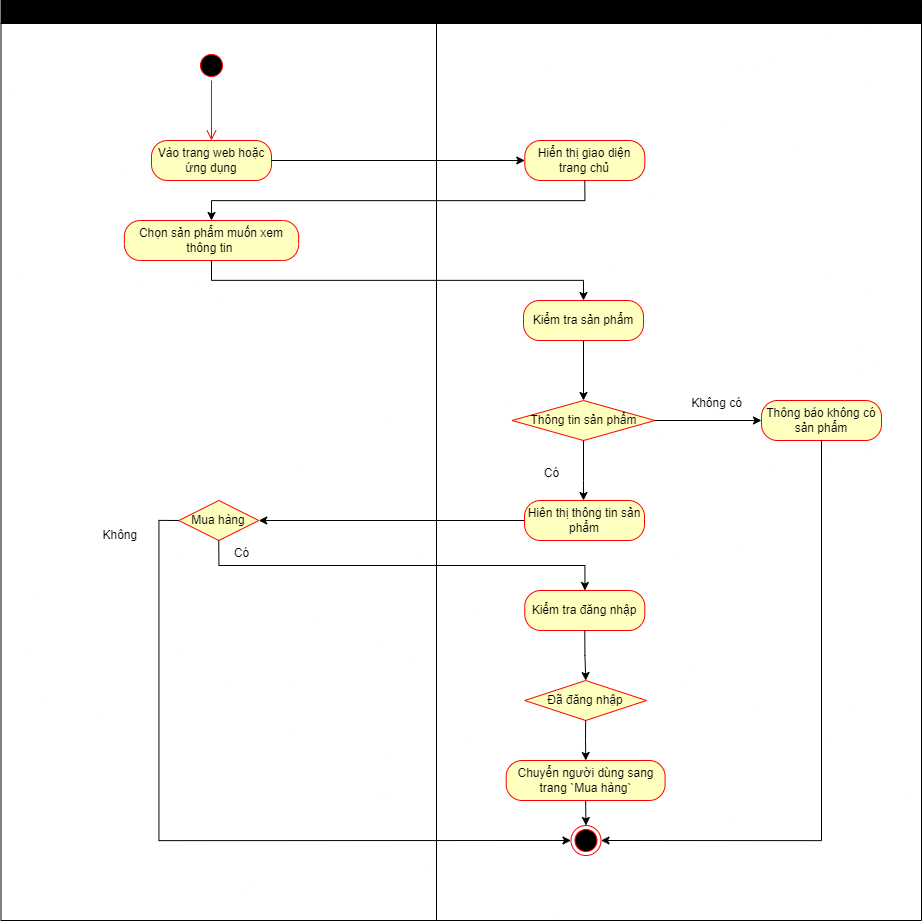 Vào trang web hoặc
ứng dụng
Hiển thị giao diện
trang chủ
Chọn sản phẩm muốn xem
thông tin
Kiểm tra sản phẩm
Thông tin sản phẩm
Không có
Thông báo không có
sản phẩm
Có
Hiên thị thông tin sản
phẩm
Mua hàng
Không
Có
Kiểm tra đăng nhập
Đã đăng nhập
Chuyển người dùng sang
trang `Mua hàng`